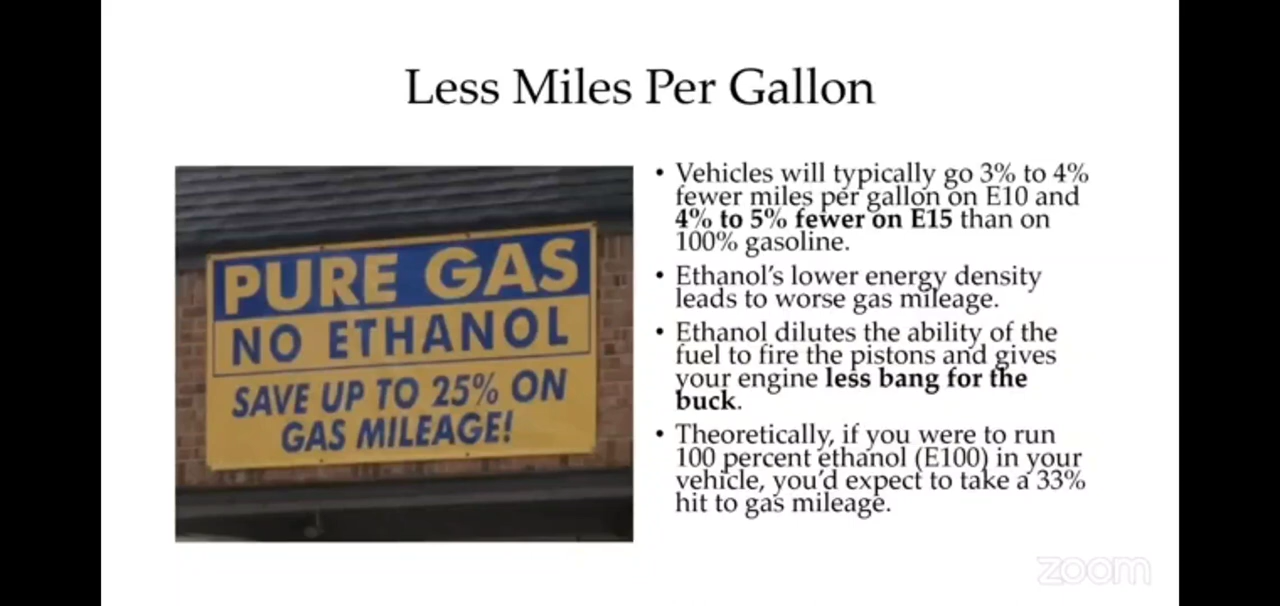 Less Miles Per Gallon
PURE GAS
NO ETHANOL
SAVE UP TO 25% ON
GAS MILEAGE!
• Vehicles will typically go 3% to 4%
fewer miles per gallon on E10 and
4% to 5% fewer on E15 than on
100% gasoline.
• Ethanol’s lower energy density
leads to worse gas mileage.
• Ethanol dilutes the ability of the
fuel to fire the pistons and gives
your engine less bang for the
buck.
• Theoretically, if you were to run
100 percent ethanol (E100) in your
vehicle, you’d expect to take a 33%
hit to gas mileage.
zoom